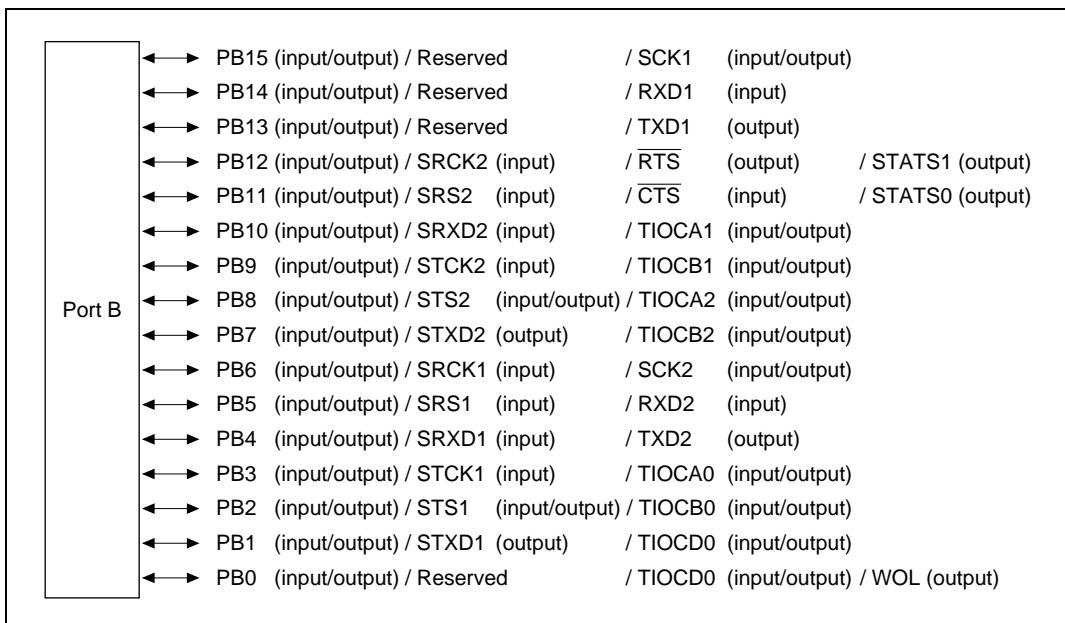 PB15 (input/output) / Reserved / SCK1 (input/output)
PB14 (input/output) / Reserved / RXD1 (input)
PB13 (input/output) / Reserved / TXD1 (output)
PB12 (input/output) / SRCK2 (input) / R̅T̅S̅ (output) / STATS1 (output)
PB11 (input/output) / SRS2 (input) / C̅T̅S̅ (input) / STATS0 (output)
PB10 (input/output) / SRXD2 (input) / TIOCA1 (input/output)
PB9 (input/output) / STCK2 (input) / TIOCB1 (input/output)
PB8 (input/output) / STS2 (input/output) / TIOCA2 (input/output)
Port B
PB7 (input/output) / STXD2 (output) / TIOCB2 (input/output)
PB6 (input/output) / SRCK1 (input) / SCK2 (input/output)
PB5 (input/output) / SRS1 (input) / RXD2 (input)
PB4 (input/output) / SRXD1 (input) / TXD2 (output)
PB3 (input/output) / STCK1 (input) / TIOCA0 (input/output)
PB2 (input/output) / STS1 (input/output) / TIOCB0 (input/output)
PB1 (input/output) / STXD1 (output) / TIOCD0 (input/output)
PB0 (input/output) / Reserved / TIOCD0 (input/output) / WOL (output)